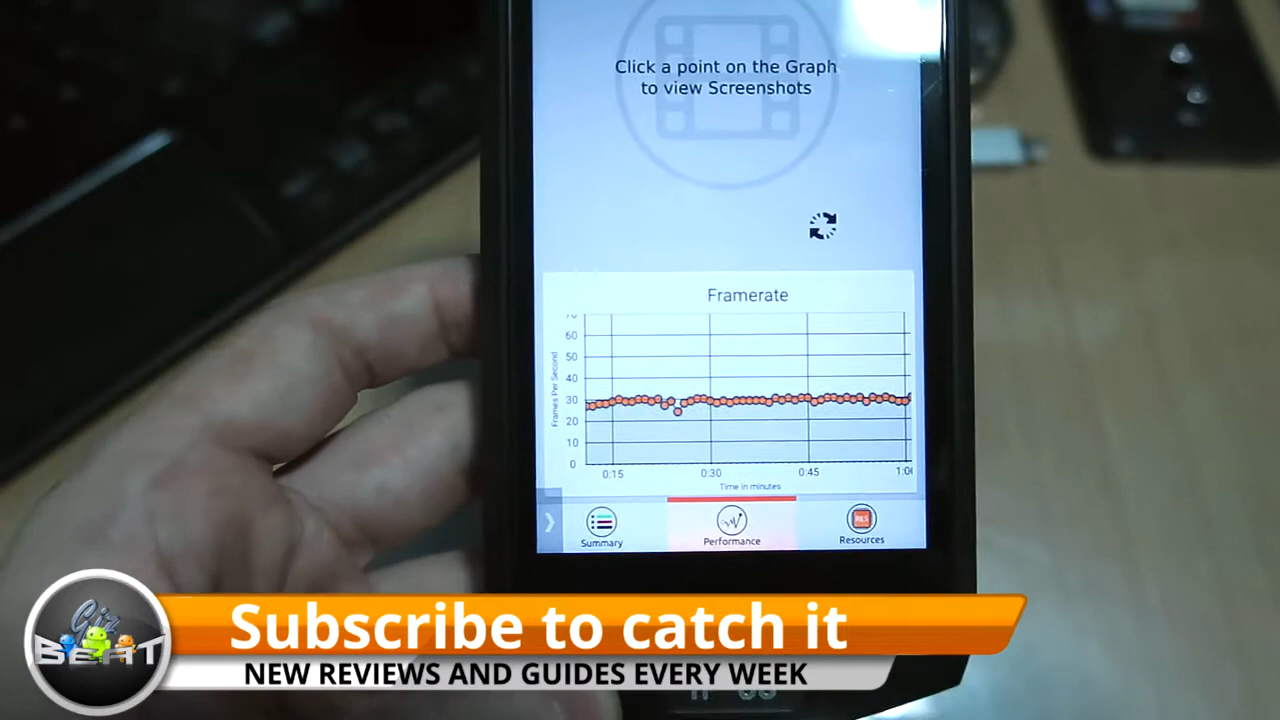 Click a point on the Graph
to view Screenshots
Framerate
70
60
50
40
30
20
10
0
Frames Per Second
0:15 0:30 0:45 1:00
Time in minutes
Summary Performance Resources
Giz
BEAT
Subscribe to catch it
NEW REVIEWS AND GUIDES EVERY WEEK